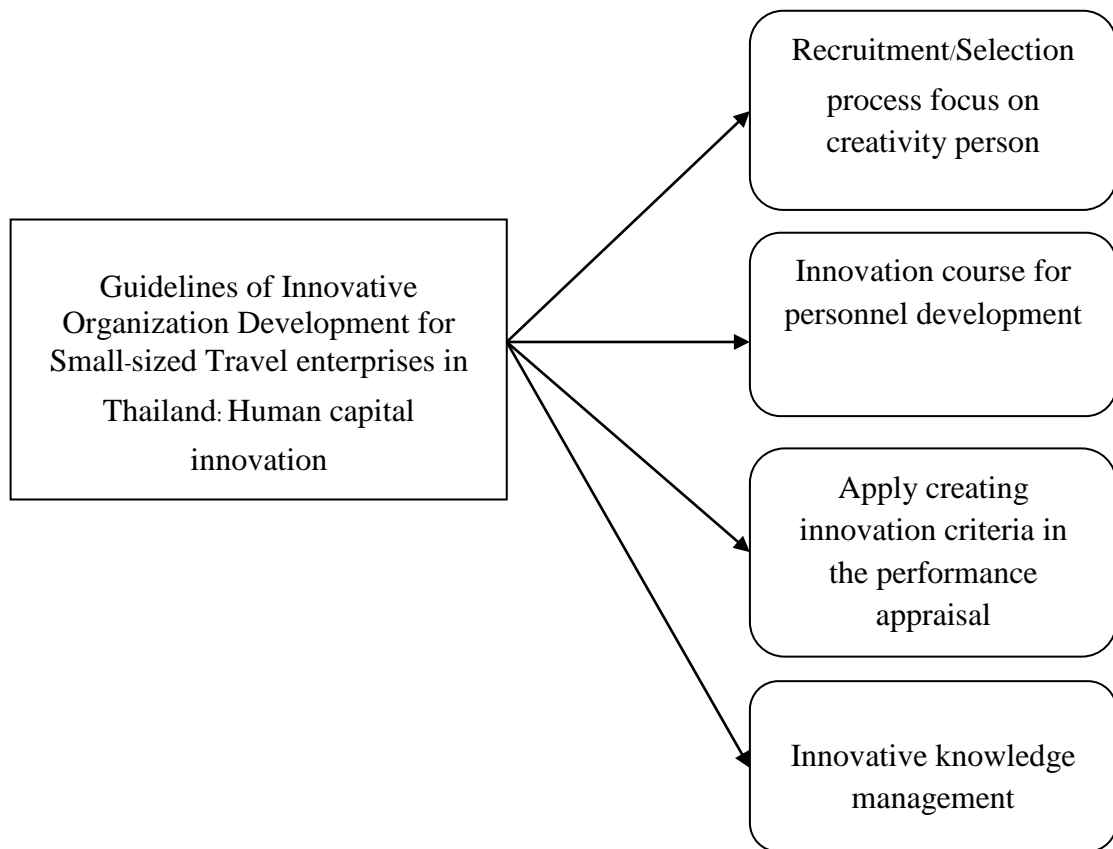 Guidelines of Innovative
Organization Development for
Small-sized Travel enterprises in
Thailand: Human capital
innovation
Recruitment/Selection
process focus on
creativity person
Innovation course for
personnel development
Apply creating
innovation criteria in
the performance
appraisal
Innovative knowledge
management